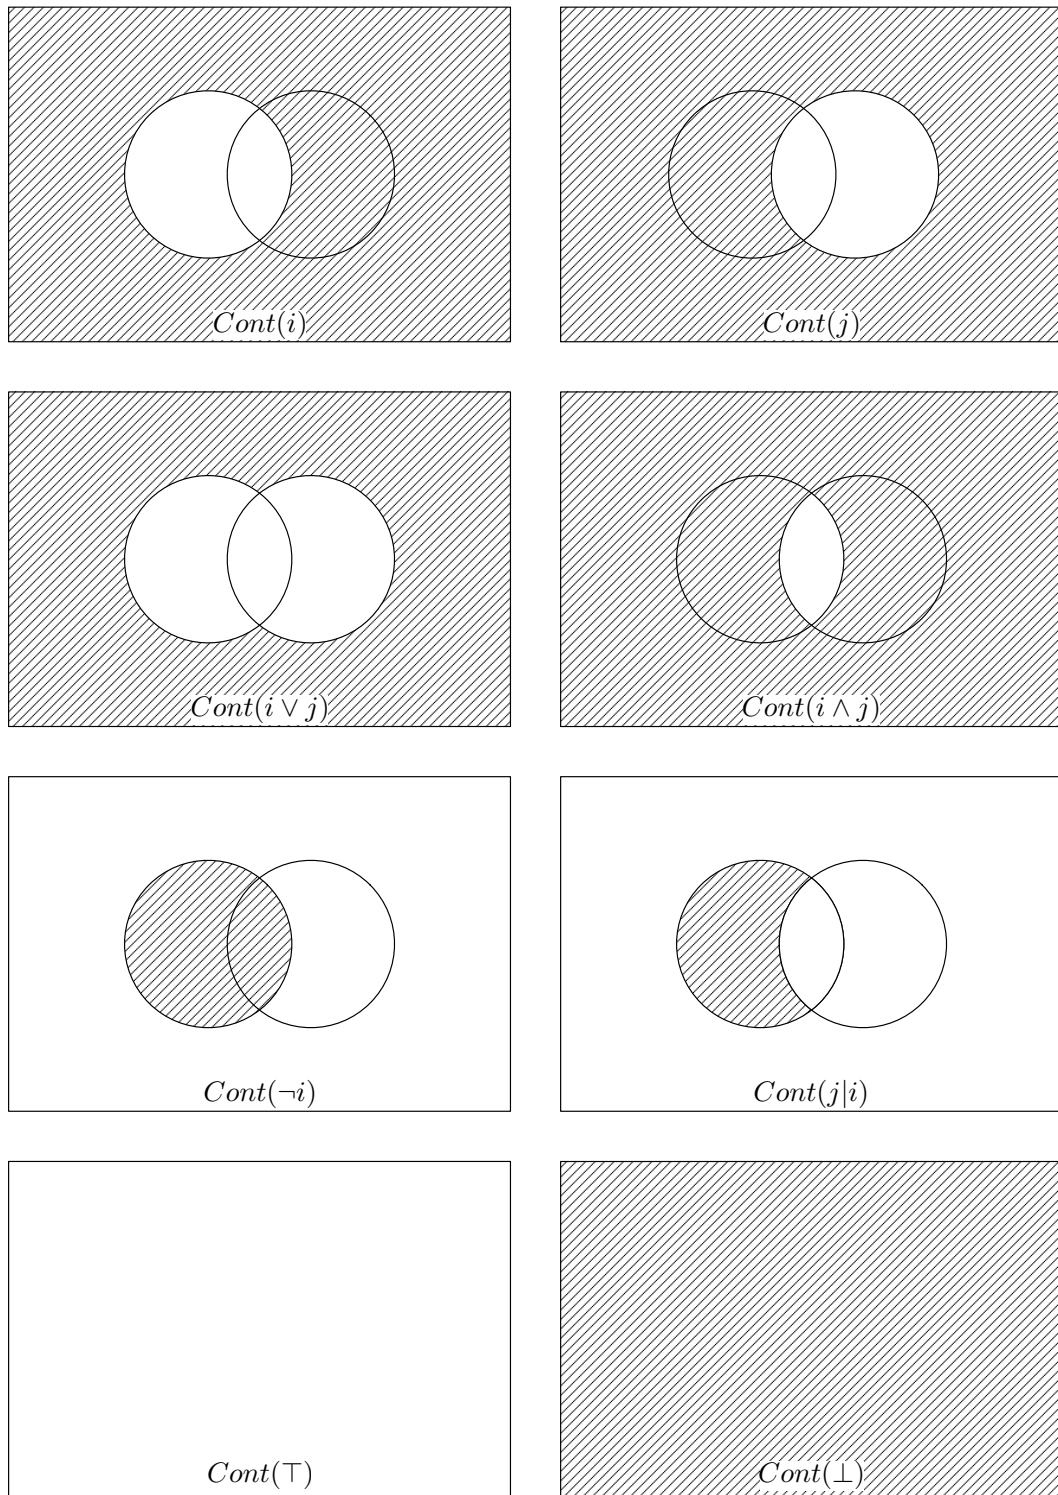 Cont(i)
Cont(j)
Cont(i ∨ j)
Cont(i ∧ j)
Cont(¬i)
Cont(j|i)
Cont(⊤)
Cont(⊥)